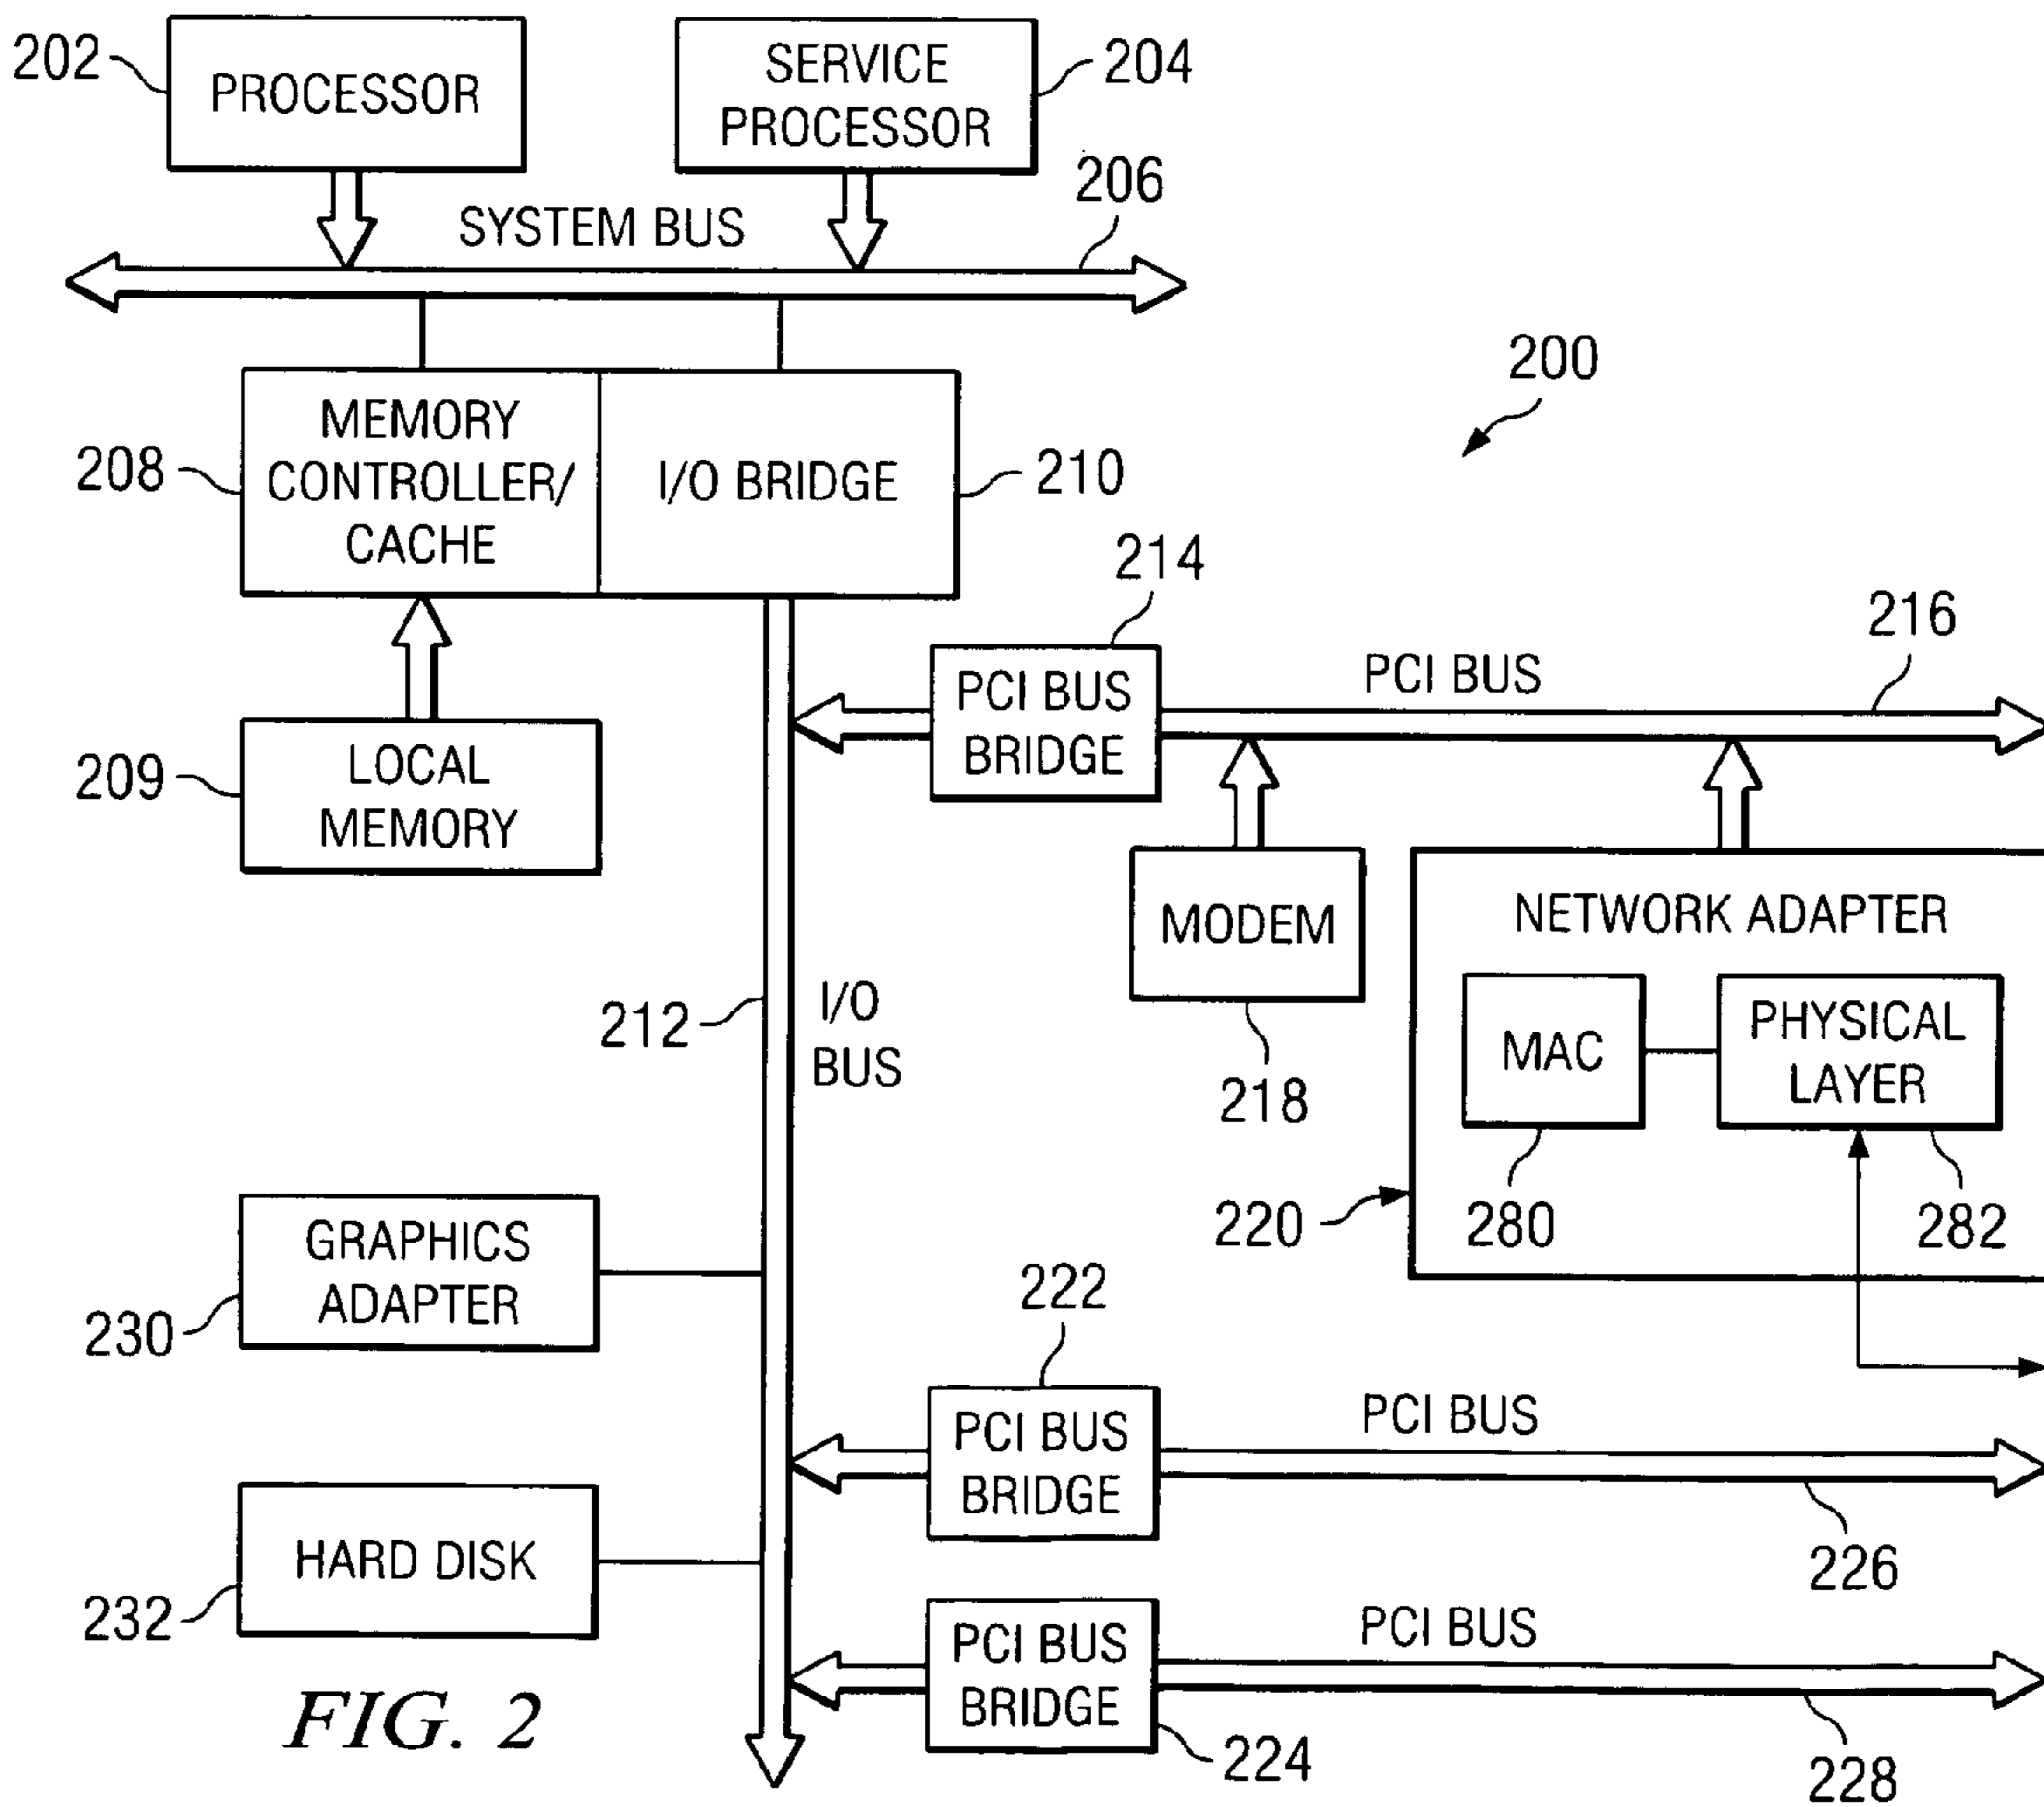 202
PROCESSOR
SERVICE
PROCESSOR
204
206
SYSTEM BUS
200
208
MEMORY
CONTROLLER/
CACHE
I/O BRIDGE
210
214
216
PCI BUS
BRIDGE
PCI BUS
209
LOCAL
MEMORY
MODEM
218
NETWORK ADAPTER
MAC
PHYSICAL
LAYER
220
280
282
212
I/O
BUS
GRAPHICS
ADAPTER
230
222
PCI BUS
BRIDGE
PCI BUS
226
HARD DISK
232
PCI BUS
BRIDGE
224
PCI BUS
228
FIG. 2